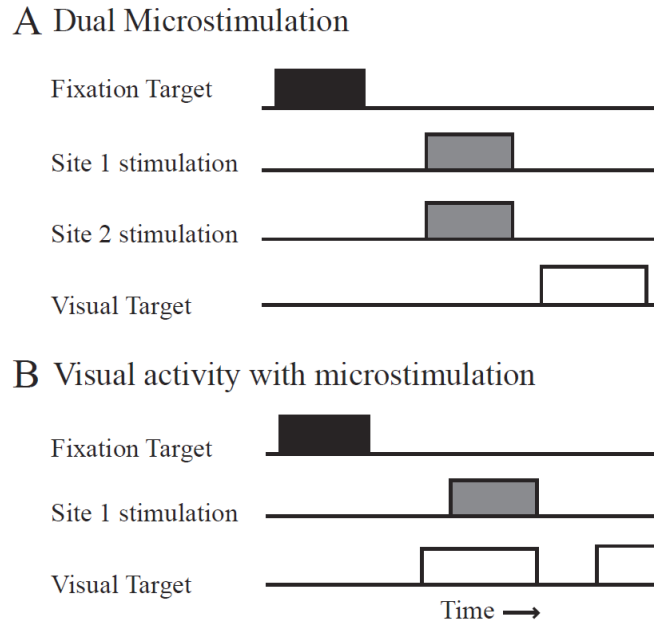 A Dual Microstimulation
Fixation Target
Site 1 stimulation
Site 2 stimulation
Visual Target
B Visual activity with microstimulation
Fixation Target
Site 1 stimulation
Visual Target
Time